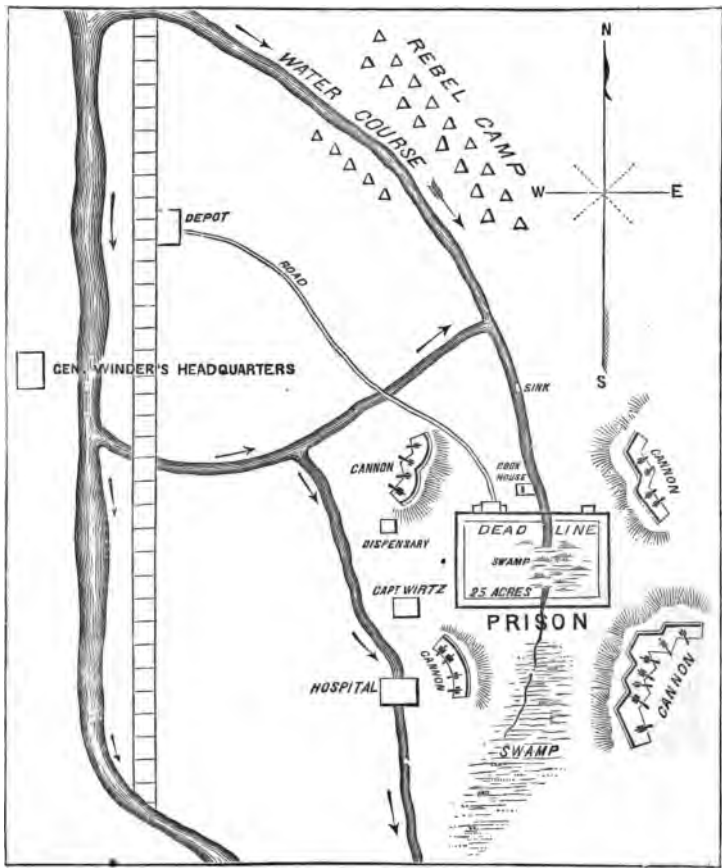 N
WATER COURSE
REBEL CAMP
W
E
DEPOT
ROAD
GEN. WINDER'S HEADQUARTERS
S
SINK
CANNON
COOK
HOUSE
CANNON
DEAD LINE
DISPENSARY
SWAMP
CAPT WIRTZ
25 ACRES
PRISON
CANNON
CANNON
HOSPITAL
SWAMP